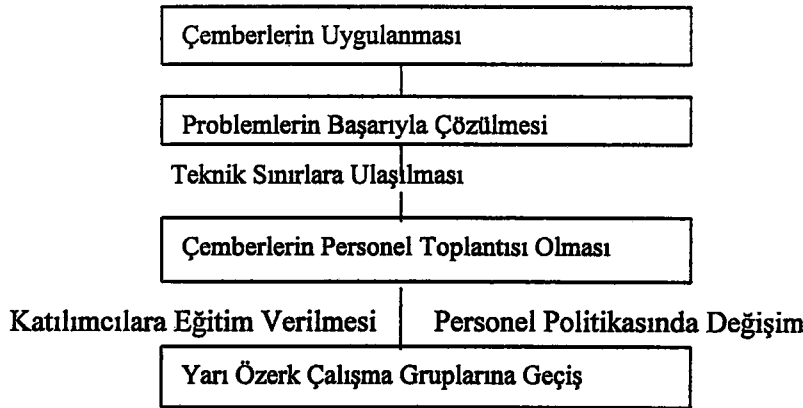 Çemberlerin Uygulanması
Problemlerin Başarıyla Çözülmesi
Teknik Sınırlara Ulaşılması
Çemberlerin Personel Toplantısı Olması
Katılımcılara Eğitim Verilmesi Personel Politikasında Değişim
Yarı Özerk Çalışma Gruplarına Geçiş